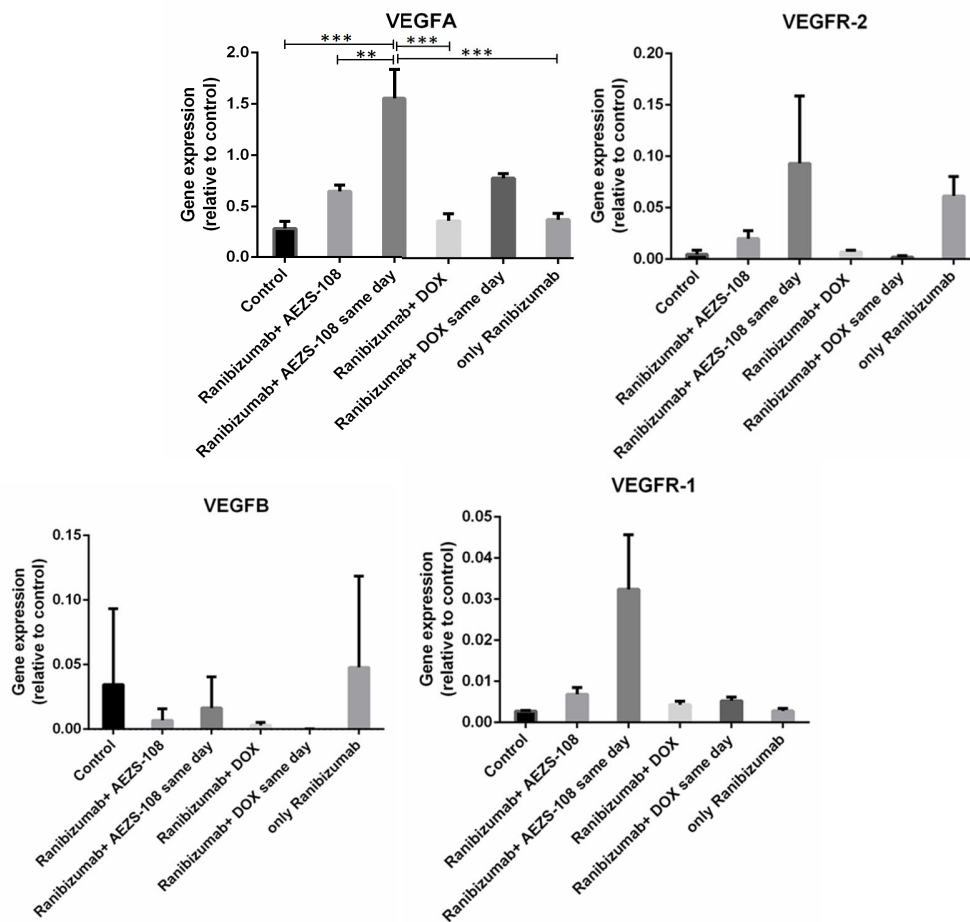 VEGFA
*** ***
** ***
Gene expression
(relative to control)
2.0
1.5
1.0
0.5
0.0
Control
Ranibizumab+ AEZS-108
Ranibizumab+ AEZS-108 same day
Ranibizumab+ DOX
Ranibizumab+ DOX same day
only Ranibizumab
VEGFR-2
Gene expression
(relative to control)
0.20
0.15
0.10
0.05
0.00
Control
Ranibizumab+ AEZS-108
Ranibizumab+ AEZS-108 same day
Ranibizumab+ DOX
Ranibizumab+ DOX same day
only Ranibizumab
VEGFB
Gene expression
(relative to control)
0.15
0.10
0.05
0.00
Control
Ranibizumab+ AEZS-108
Ranibizumab+ AEZS-108 same day
Ranibizumab+ DOX
Ranibizumab+ DOX same day
only Ranibizumab
VEGFR-1
Gene expression
(relative to control)
0.05
0.04
0.03
0.02
0.01
0.00
Control
Ranibizumab+ AEZS-108
Ranibizumab+ AEZS-108 same day
Ranibizumab+ DOX
Ranibizumab+ DOX same day
only Ranibizumab